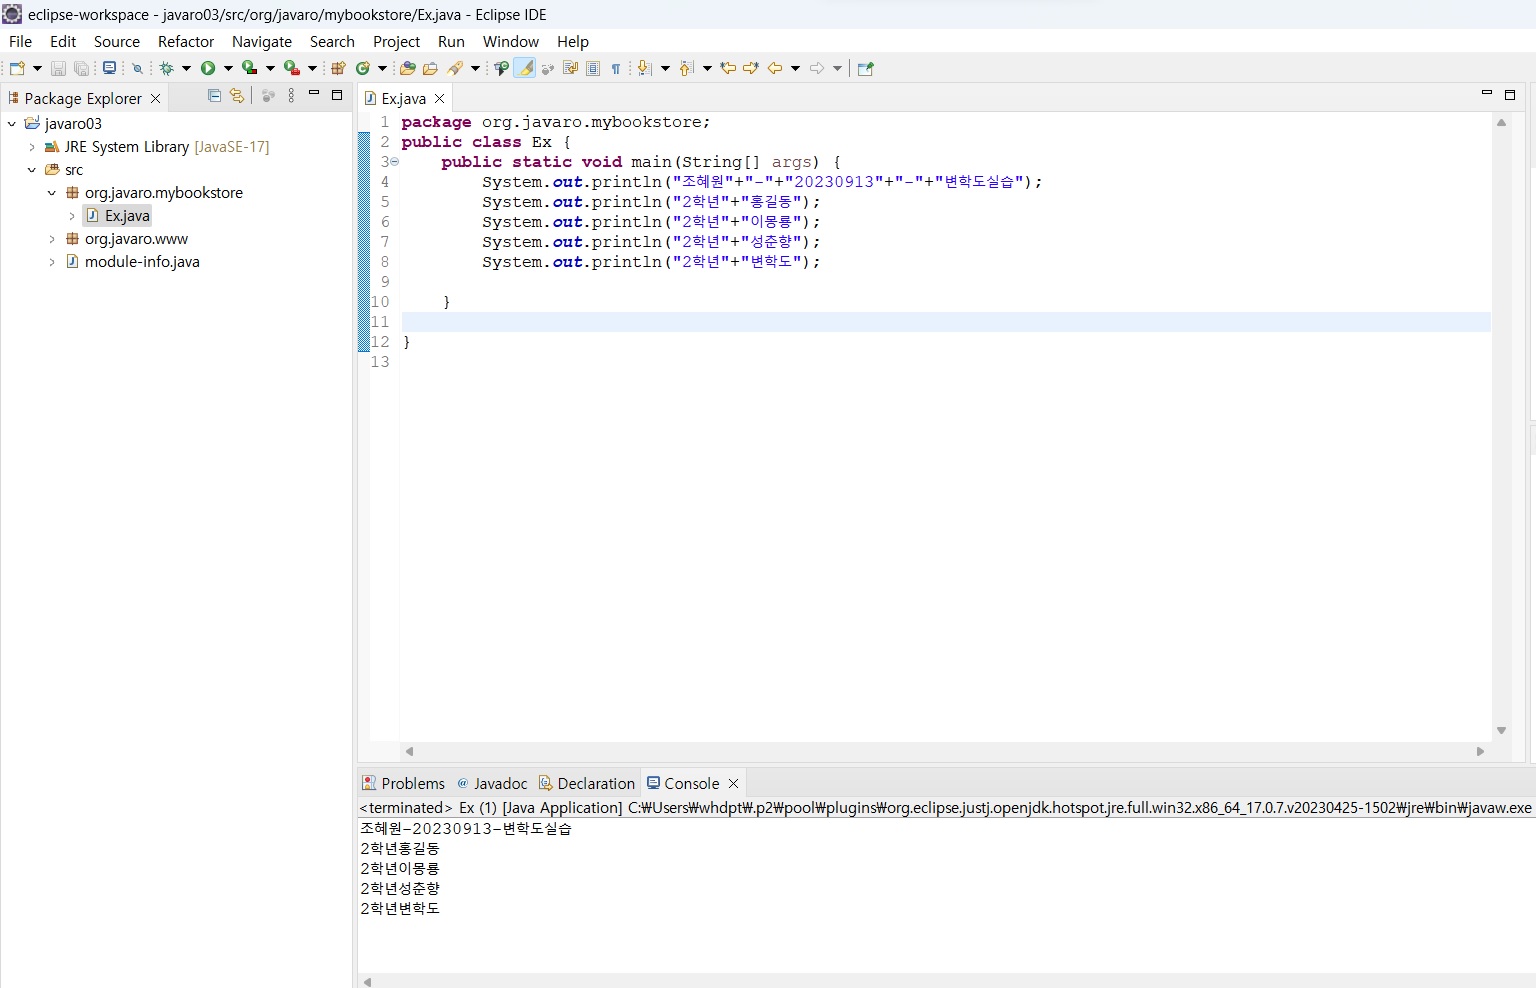 eclipse-workspace - javaro03/src/org/javaro/mybookstore/Ex.java - Eclipse IDE
File Edit Source Refactor Navigate Search Project Run Window Help
Package Explorer
javaro03
JRE System Library [JavaSE-17]
src
org.javaro.mybookstore
Ex.java
org.javaro.www
module-info.java
Ex.java
1 package org.javaro.mybookstore;
2 public class Ex {
3 public static void main(String[] args) {
4 System.out.println("조혜원"+"-"+"20230913"+"-"+"변학도실습");
5 System.out.println("2학년"+"홍길동");
6 System.out.println("2학년"+"이몽룡");
7 System.out.println("2학년"+"성춘향");
8 System.out.println("2학년"+"변학도");
9
10 }
11
12 }
13
Problems @ Javadoc Declaration Console
<terminated> Ex (1) [Java Application] C:₩Users₩whdpt₩.p2₩pool₩plugins₩org.eclipse.justj.openjdk.hotspot.jre.full.win32.x86_64_17.0.7.v20230425-1502₩jre₩bin₩javaw.exe
조혜원-20230913-변학도실습
2학년홍길동
2학년이몽룡
2학년성춘향
2학년변학도